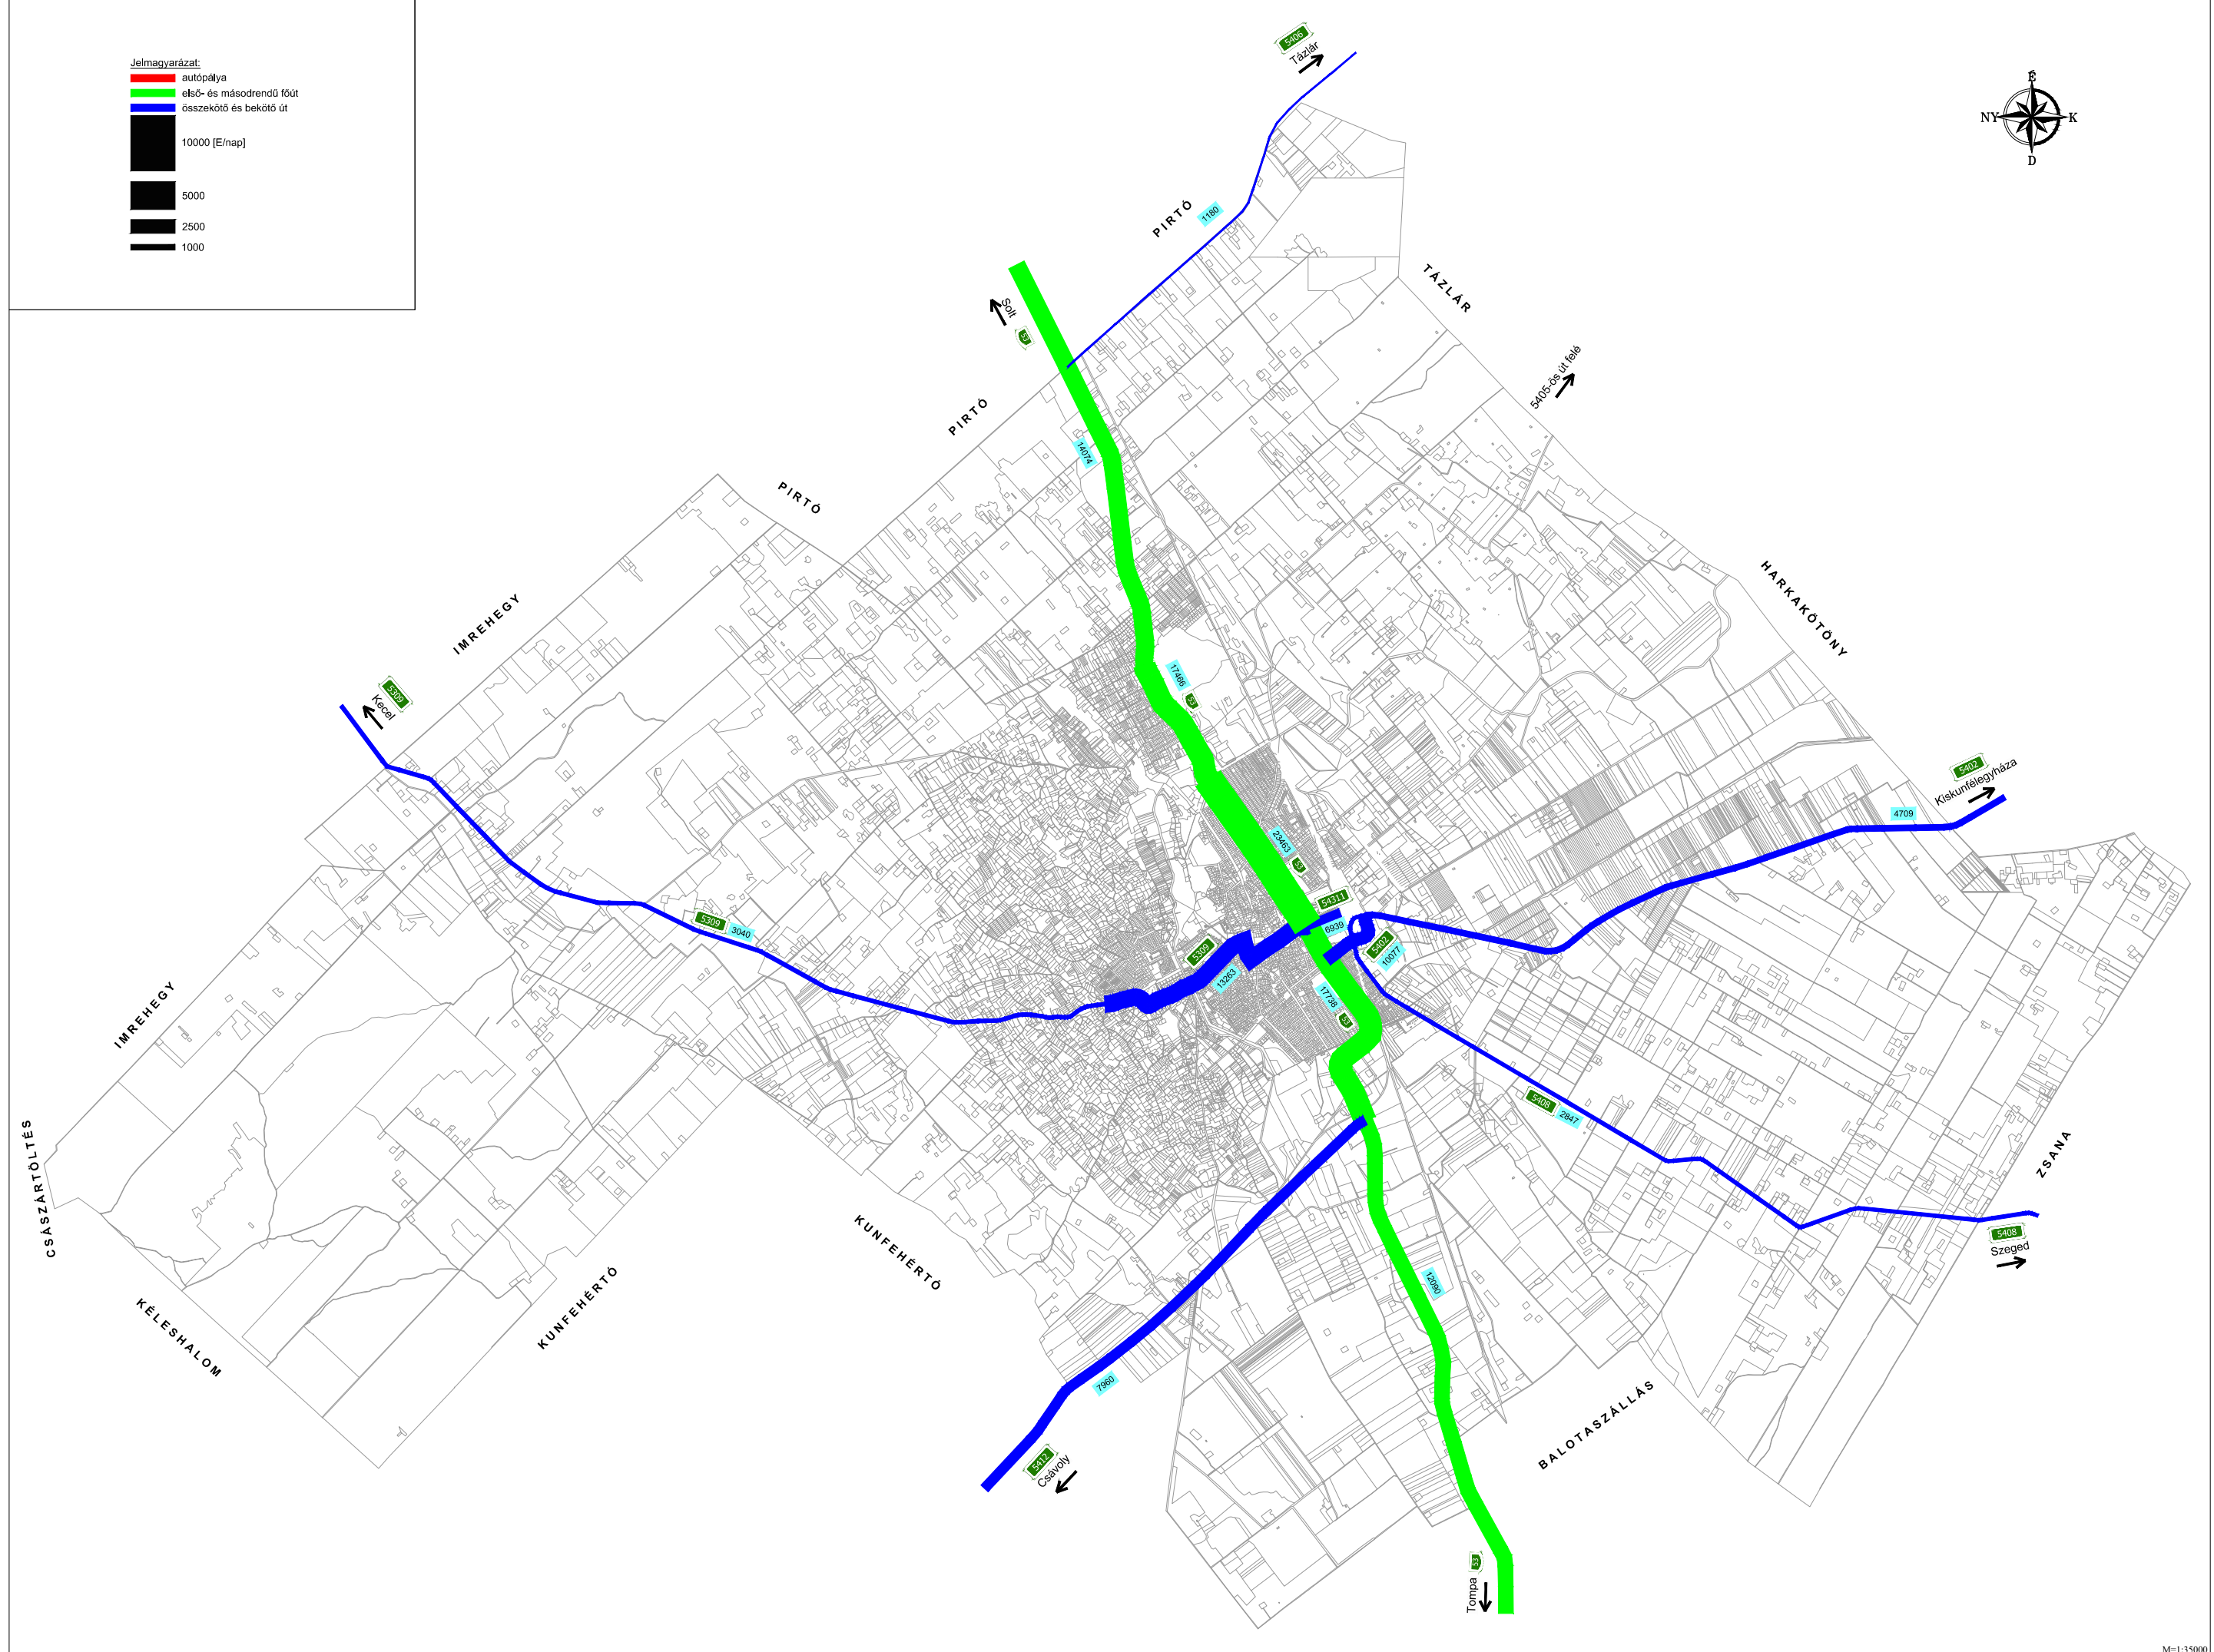 Jelmagyarázat:
autópálya
első- és másodrendű főút
összekötő és bekötő út
10000 [E/nap]
5000
2500
1000
5406
Tázlár
É
NY
K
D
PIRTÓ
1180
Solt
53
TÁZLÁR
5405-ös út felé
PIRTÓ
14074
PIRTÓ
IMREHEGY
HARKAKÖTÖNY
5309
Kecel
17466
53
5402
Kiskunfélegyháza
4709
23463
53
54311
6939
5309
3040
5309
13263
5402
10077
17738
53
IMREHEGY
5408
2847
CSÁSZÁRTÖLTÉS
ZSANA
KUNFEHÉRTÓ
5408
Szeged
12090
KUNFEHÉRTÓ
KÉLESHALOM
7960
BALOTASZÁLLÁS
5412
Csávoly
53
Tompa
M=1:35000